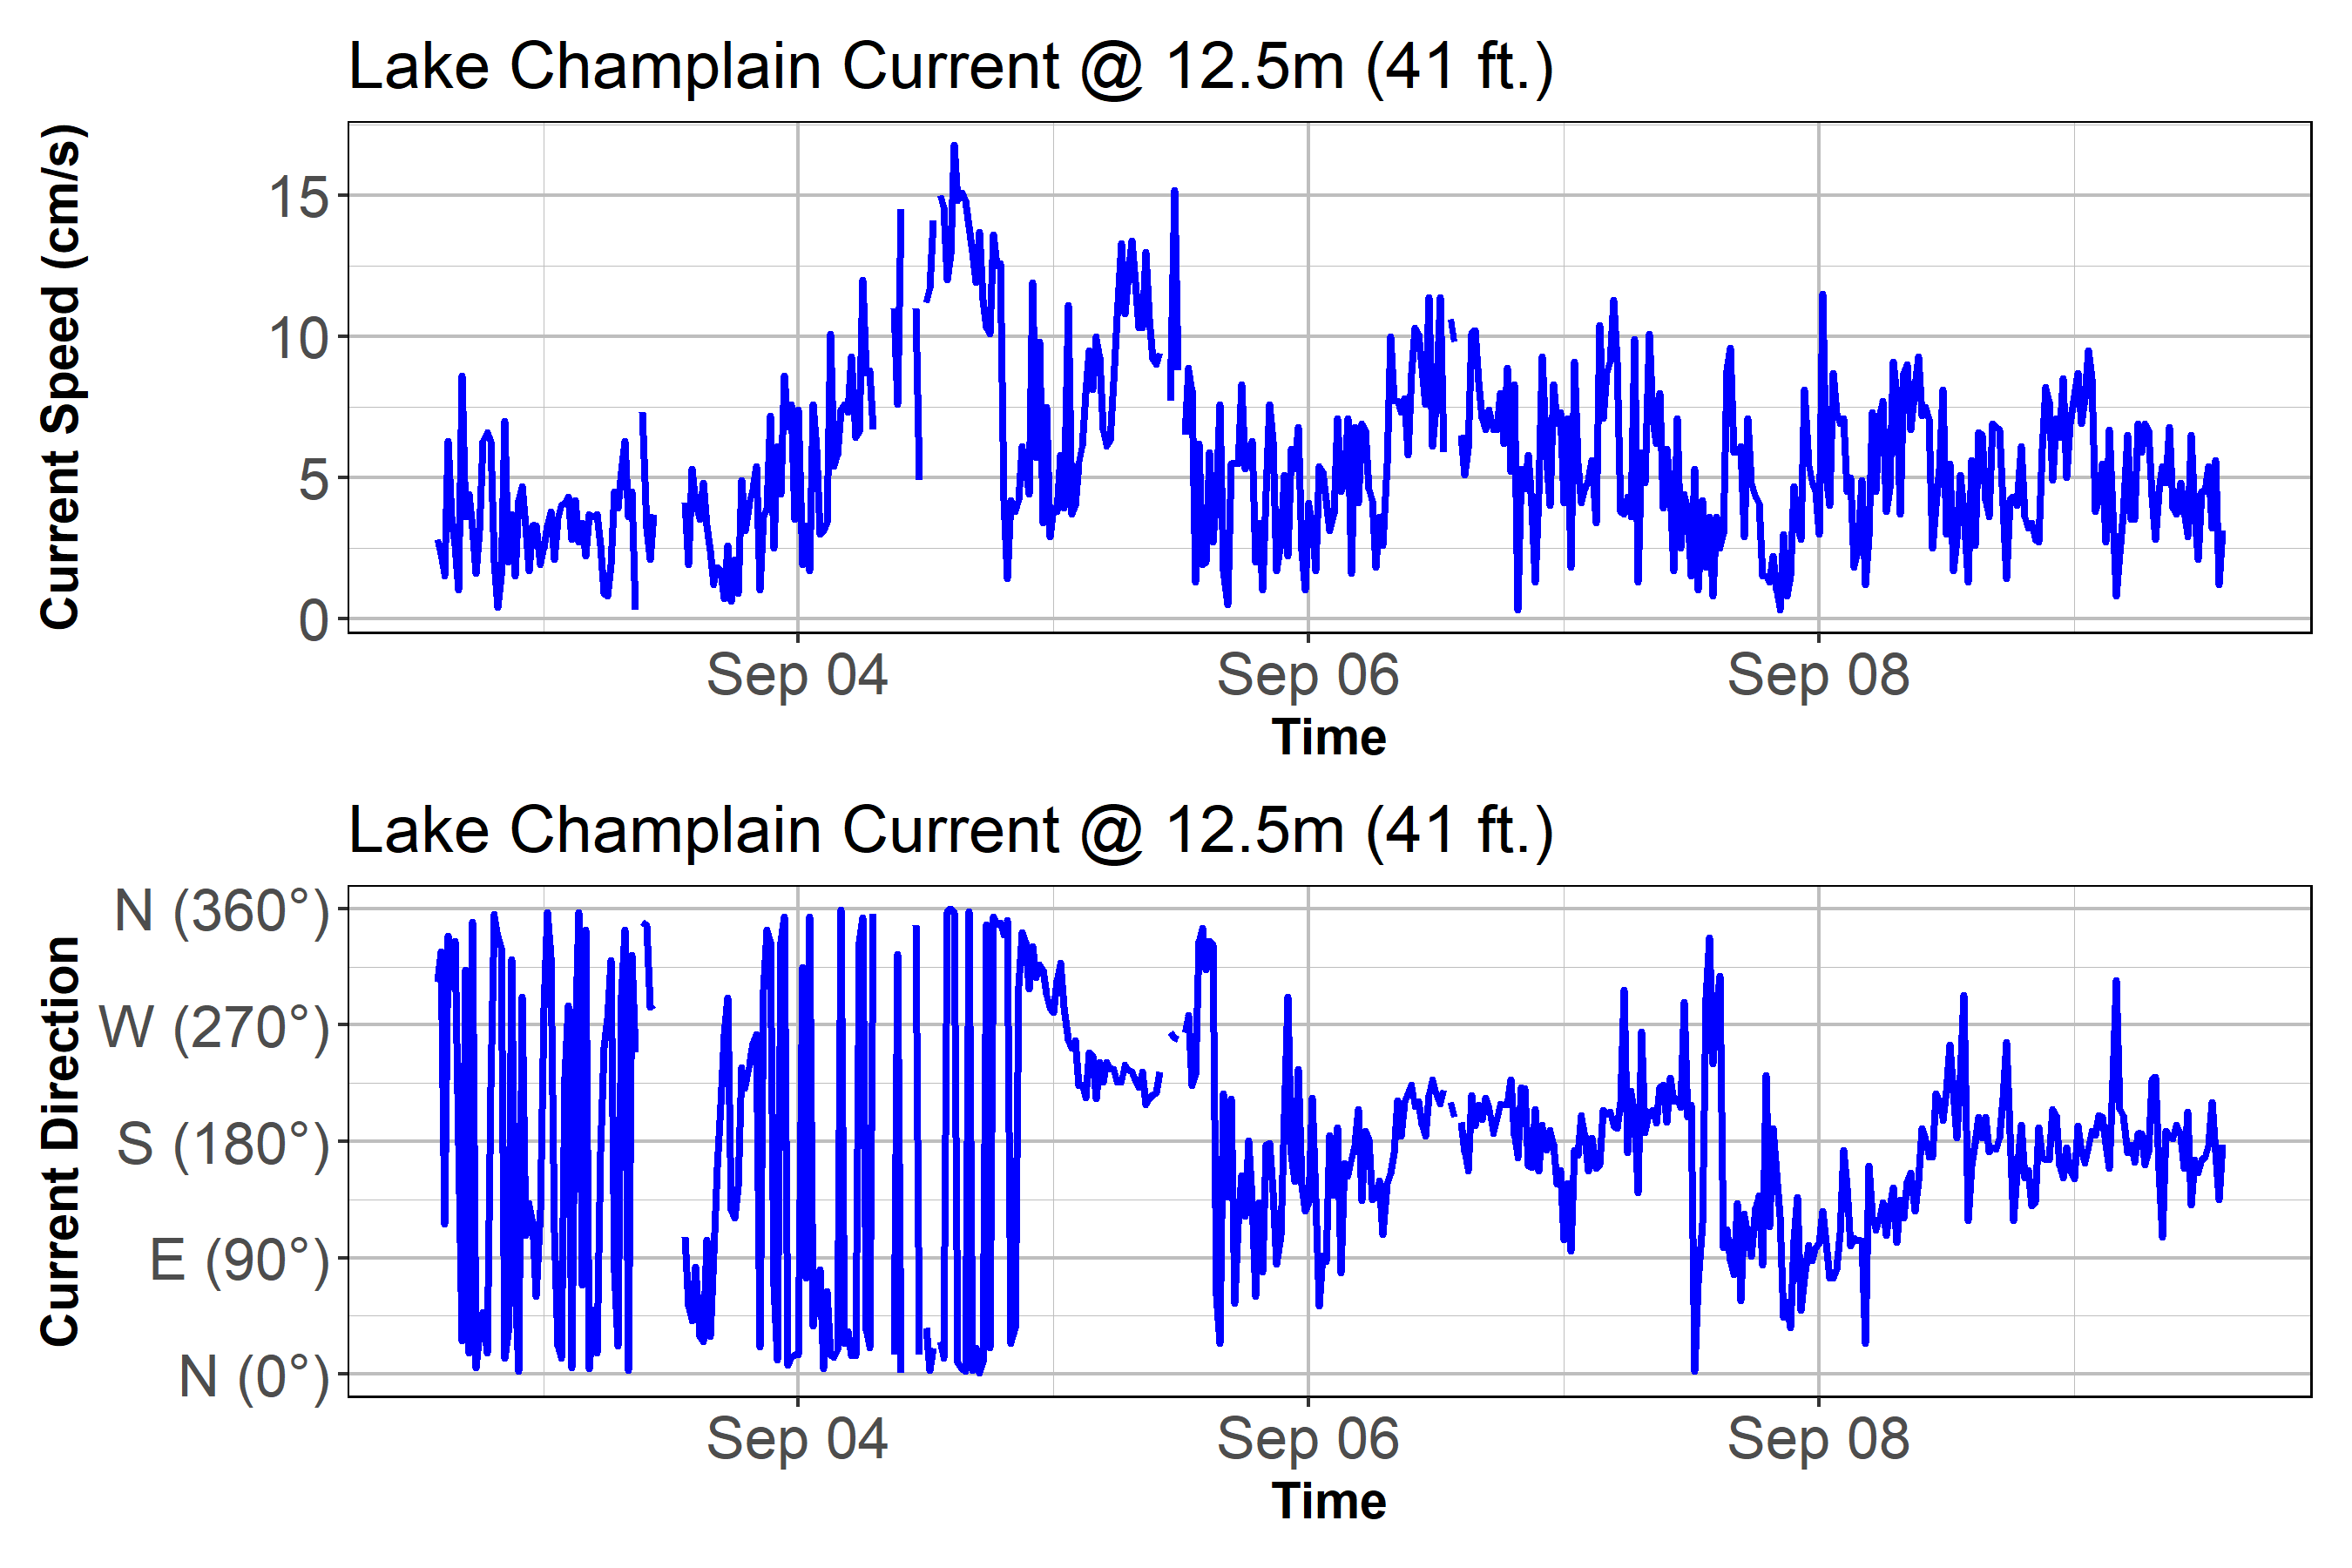 Lake Champlain Current @ 12.5m (41 ft.)
Current Speed (cm/s)
15
10
5
0
Sep 04 Sep 06 Sep 08
Time
Lake Champlain Current @ 12.5m (41 ft.)
Current Direction
N (360°)
W (270°)
S (180°)
E (90°)
N (0°)
Sep 04 Sep 06 Sep 08
Time